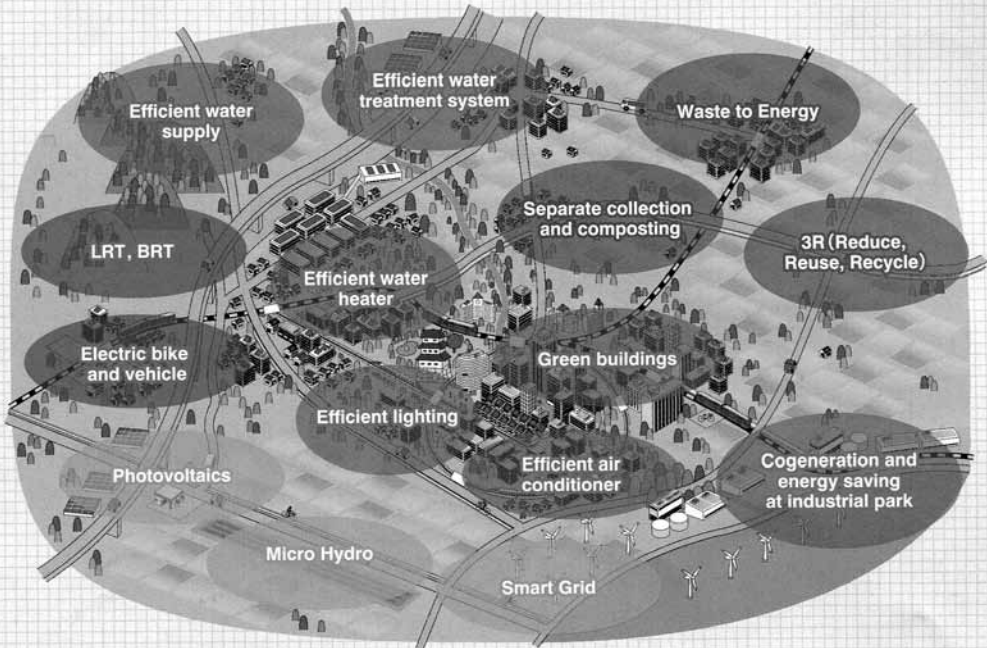 Efficient water
supply
Efficient water
treatment system
Waste to Energy
LRT, BRT
Efficient water
heater
Separate collection
and composting
3R (Reduce,
Reuse, Recycle)
Electric bike
and vehicle
Efficient lighting
Green buildings
Photovoltaics
Efficient air
conditioner
Cogeneration and
energy saving
at industrial park
Micro Hydro
Smart Grid